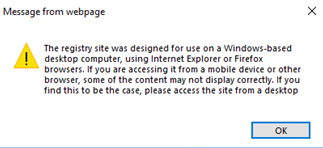 Message from webpage
The registry site was designed for use on a Windows-based
desktop computer, using Internet Explorer or Firefox
browsers. If you are accessing it from a mobile device or other
browser, some of the content may not display correctly. If you
find this to be the case, please access the site from a desktop
OK